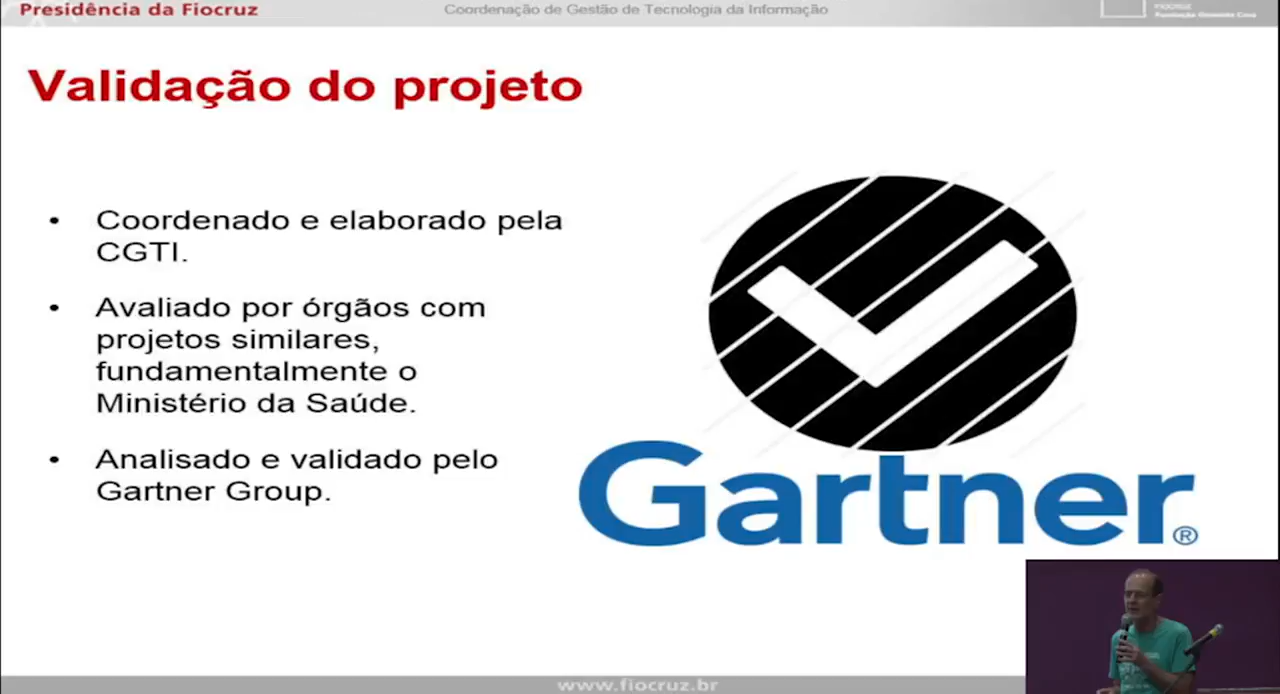 Presidência da Fiocruz
Coordenação de Gestão de Tecnologia da Informação
FIOCRUZ
Fundação Oswaldo Cruz
Validação do projeto
• Coordenado e elaborado pela
CGTI.
• Avaliado por órgãos com
projetos similares,
fundamentalmente o
Ministério da Saúde.
• Analisado e validado pelo
Gartner Group.
Gartner®
www.fiocruz.br